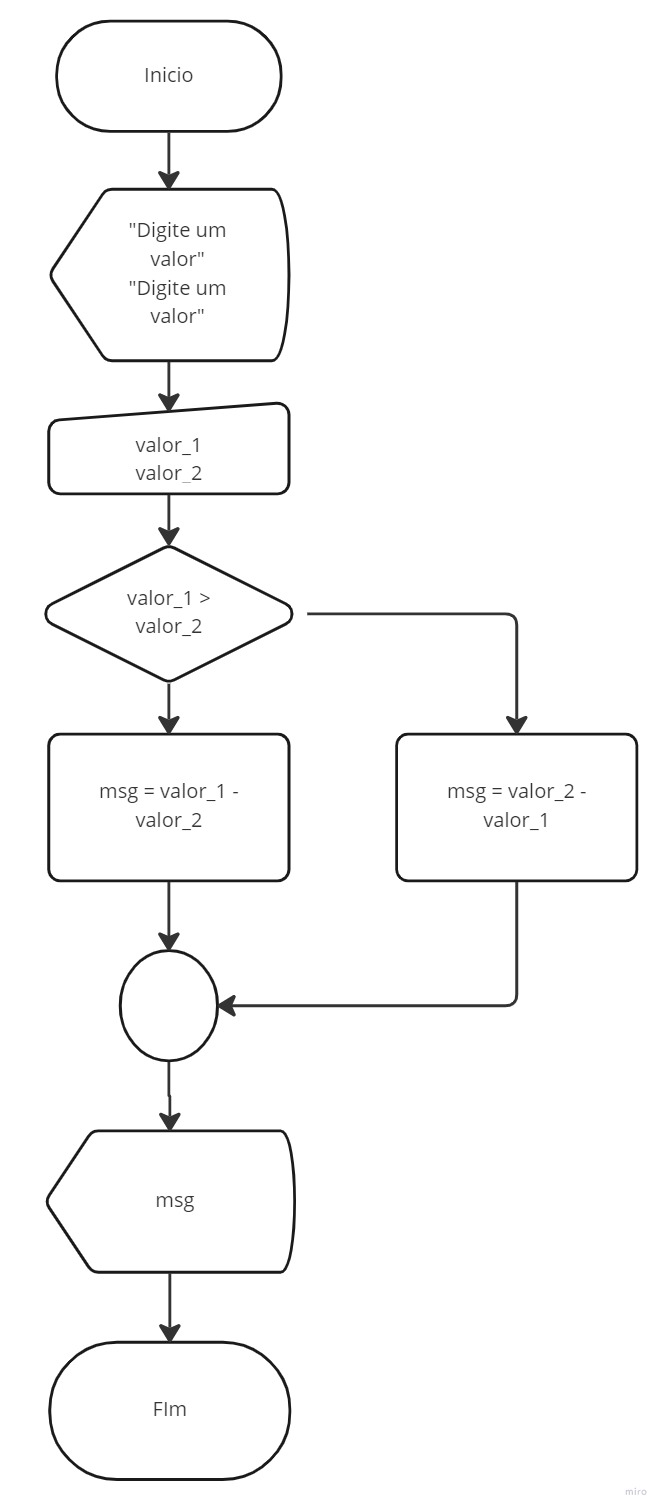 Inicio
"Digite um
valor"
"Digite um
valor"
valor_1
valor_2
valor_1 >
valor_2
msg = valor_1 -
valor_2
msg = valor_2 -
valor_1
msg
FIm
miro